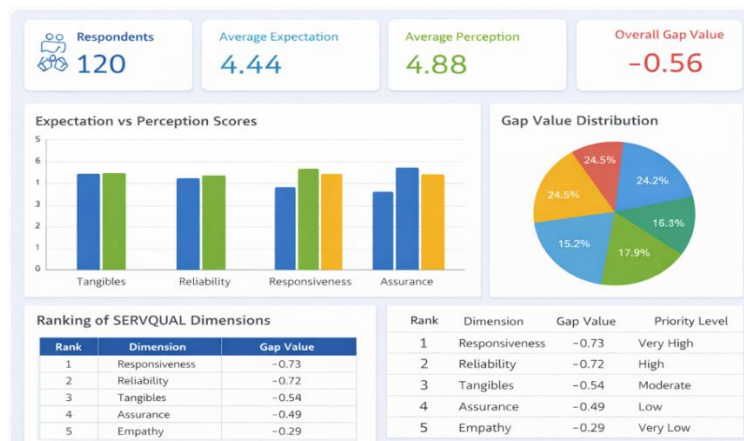 Respondents
120
Average Expectation
4.44
Average Perception
4.88
Overall Gap Value
−0.56
Expectation vs Perception Scores
5
6
1
3
2
1
0
Tangibles Reliability Responsiveness Assurance
Gap Value Distribution
24.5%
24.2%
24.5%
16.3%
15.2%
17.9%
Ranking of SERVQUAL Dimensions
Rank Dimension Gap Value
1 Responsiveness −0.73
2 Reliability −0.72
3 Tangibles −0.54
4 Assurance −0.49
5 Empathy −0.29
Rank Dimension Gap Value Priority Level
1 Responsiveness −0.73 Very High
2 Reliability −0.72 High
3 Tangibles −0.54 Moderate
4 Assurance −0.49 Low
5 Empathy −0.29 Very Low